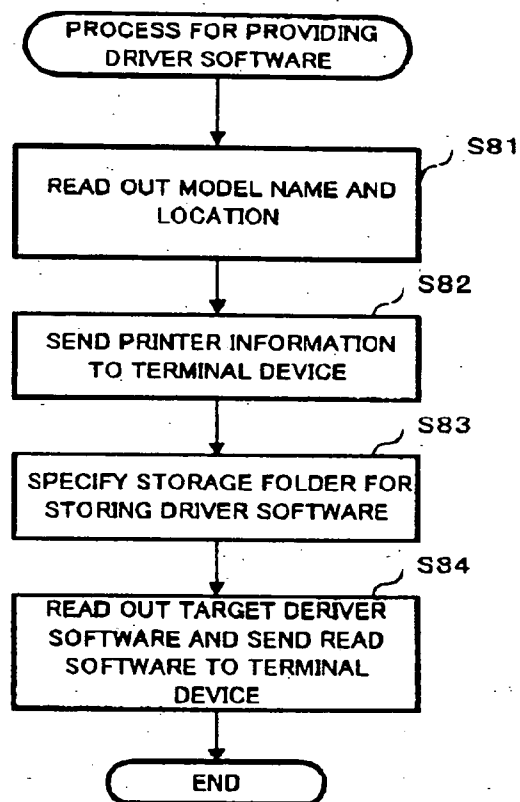 PROCESS FOR PROVIDING
DRIVER SOFTWARE
S81
READ OUT MODEL NAME AND
LOCATION
S82
SEND PRINTER INFORMATION
TO TERMINAL DEVICE
S83
SPECIFY STORAGE FOLDER FOR
STORING DRIVER SOFTWARE
S84
READ OUT TARGET DERIVER
SOFTWARE AND SEND READ
SOFTWARE TO TERMINAL
DEVICE
END